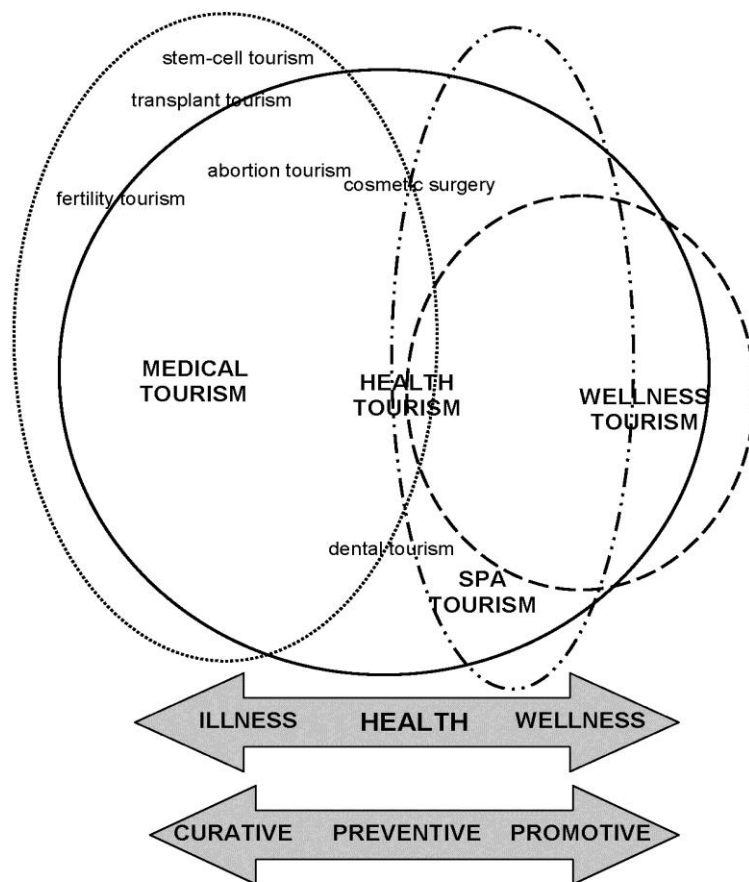 stem-cell tourism
transplant tourism
abortion tourism
cosmetic surgery
fertility tourism
MEDICAL
TOURISM
HEALTH
TOURISM
WELLNESS
TOURISM
dental tourism
SPA
TOURISM
ILLNESS HEALTH WELLNESS
CURATIVE PREVENTIVE PROMOTIVE